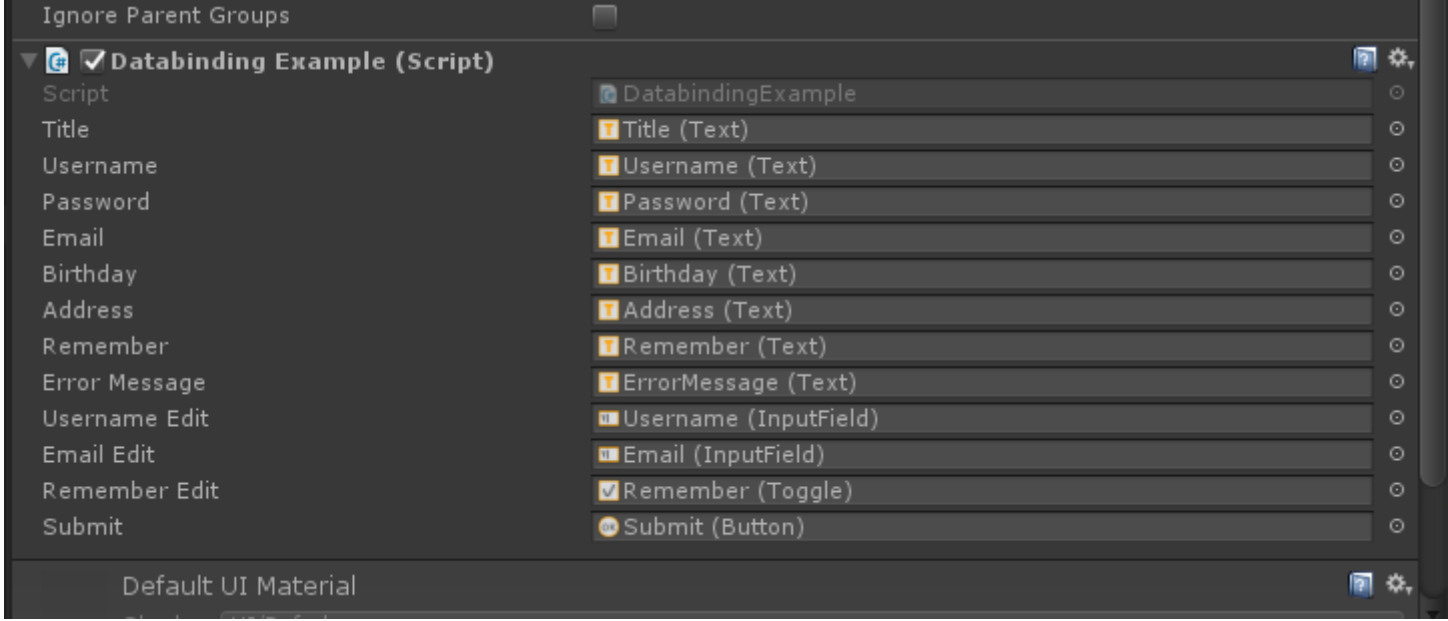 Ignore Parent Groups
Databinding Example (Script)
Script DatabindingExample
Title Title (Text)
Username Username (Text)
Password Password (Text)
Email Email (Text)
Birthday Birthday (Text)
Address Address (Text)
Remember Remember (Text)
Error Message ErrorMessage (Text)
Username Edit Username (InputField)
Email Edit Email (InputField)
Remember Edit Remember (Toggle)
Submit Submit (Button)
Default UI Material